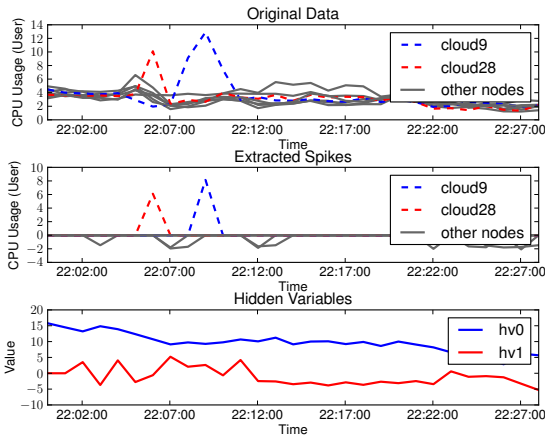 Original Data
CPU Usage (User)
14
12
10
8
6
4
2
0
cloud9
cloud28
other nodes
22:02:00 22:07:00 22:12:00 22:17:00 22:22:00 22:27:00
Time
Extracted Spikes
CPU Usage (User)
10
8
6
4
2
0
−2
−4
cloud9
cloud28
other nodes
22:02:00 22:07:00 22:12:00 22:17:00 22:22:00 22:27:00
Time
Hidden Variables
Value
20
15
10
5
0
−5
−10
hv0
hv1
22:02:00 22:07:00 22:12:00 22:17:00 22:22:00 22:27:00
Time